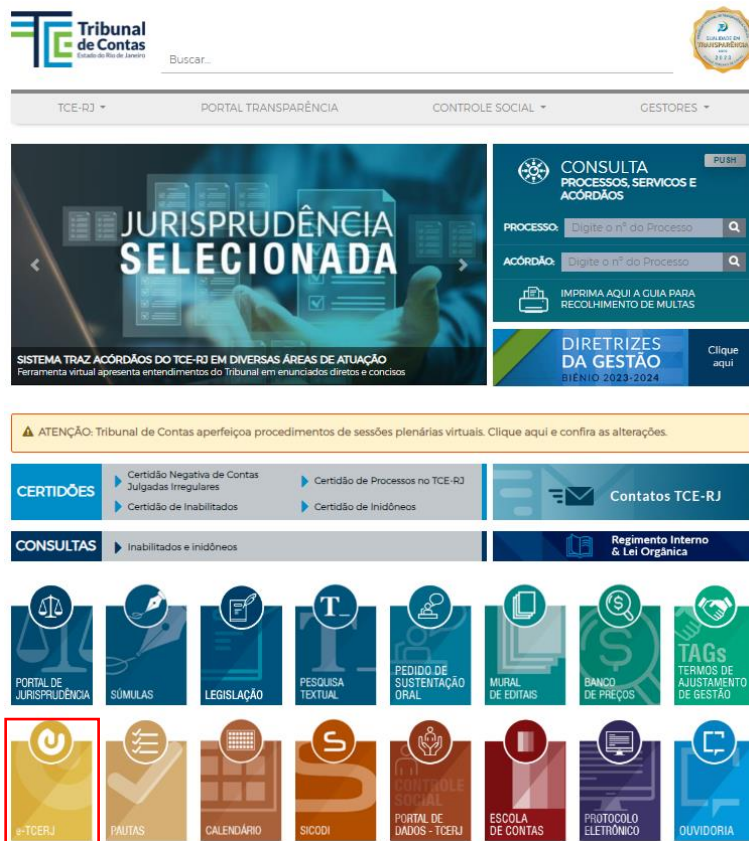 TCE
Tribunal
de Contas
Estado do Rio de Janeiro
Buscar...
QUALIDADE EM
TRANSPARÊNCIA
2023
TCE-RJ
PORTAL TRANSPARÊNCIA
CONTROLE SOCIAL
GESTORES
JURISPRUDÊNCIA
SELECIONADA
SISTEMA TRAZ ACÓRDÃOS DO TCE-RJ EM DIVERSAS ÁREAS DE ATUAÇÃO
Ferramenta virtual apresenta entendimentos do Tribunal em enunciados diretos e concisos
PUSH
CONSULTA
PROCESSOS, SERVICOS E
ACÓRDÃOS
PROCESSO: Digite o nº do Processo
ACÓRDÃO: Digite o nº do Processo
IMPRIMA AQUI A GUIA PARA
RECOLHIMENTO DE MULTAS
DIRETRIZES
DA GESTÃO
BIÊNIO 2023-2024
Clique
aqui
ATENÇÃO: Tribunal de Contas aperfeiçoa procedimentos de sessões plenárias virtuais. Clique aqui e confira as alterações.
CERTIDÕES
Certidão Negativa de Contas
Julgadas Irregulares
Certidão de Processos no TCE-RJ
Certidão de Inabilitados
Certidão de Inidôneos
Contatos TCE-RJ
CONSULTAS
Inabilitados e inidôneos
Regimento Interno
& Lei Orgânica
PORTAL DE
JURISPRUDÊNCIA
SÚMULAS
LEGISLAÇÃO
PESQUISA
TEXTUAL
PEDIDO DE
SUSTENTAÇÃO
ORAL
MURAL
DE EDITAIS
BANCO
DE PREÇOS
TAGs
TERMOS DE
AJUSTAMENTO
DE GESTÃO
e-TCERJ
PAUTAS
CALENDÁRIO
SICODI
CONTROLE
SOCIAL
PORTAL DE
DADOS - TCERJ
ESCOLA
DE CONTAS
PROTOCOLO
ELETRÔNICO
OUVIDORIA